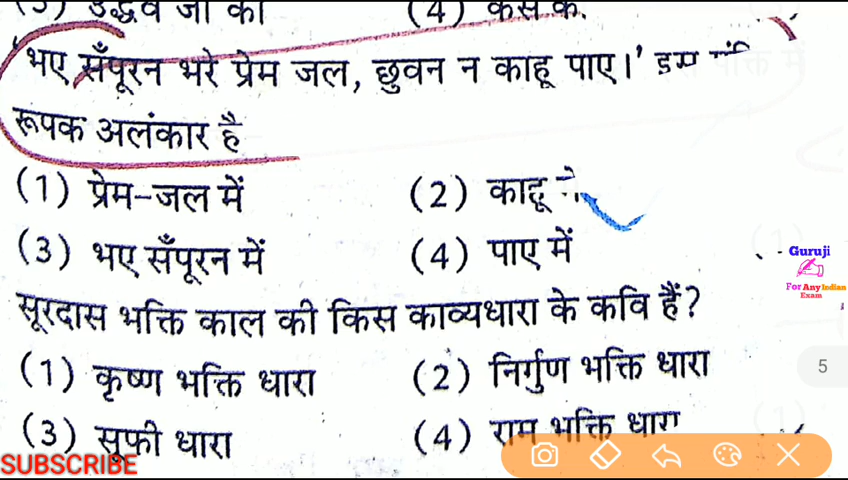 (3) उद्धव जी को (4) कंस के.
'भए सँपूरन भरे प्रेम जल, छुवन न काहू पाए।' इस पंक्ति में
रूपक अलंकार है
(1) प्रेम-जल में (2) काहू
(3) भए सँपूरन में (4) पाए में
सूरदास भक्ति काल की किस काव्यधारा के कवि हैं?
(1) कृष्ण भक्ति धारा (2) निर्गुण भक्ति धारा
(3) सूफी धारा (4) राम भक्ति धारा
Guruji
For Any Indian
Exam
5
SUBSCRIBE